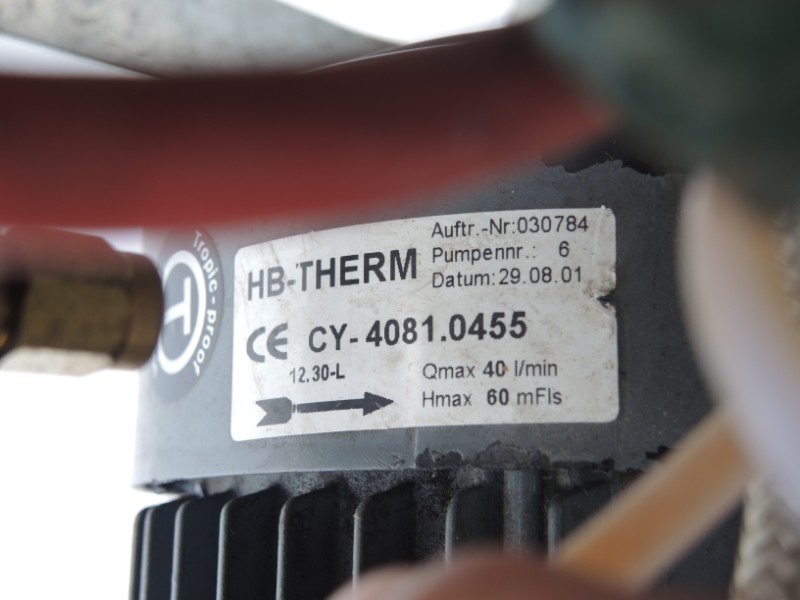 Tropic-proof
T
HB-THERM
Auftr.-Nr:030784
Pumpennr.: 6
Datum:29.08.01
CE CY-4081.0455
12.30-L
Qmax 40 l/min
Hmax 60 mFls